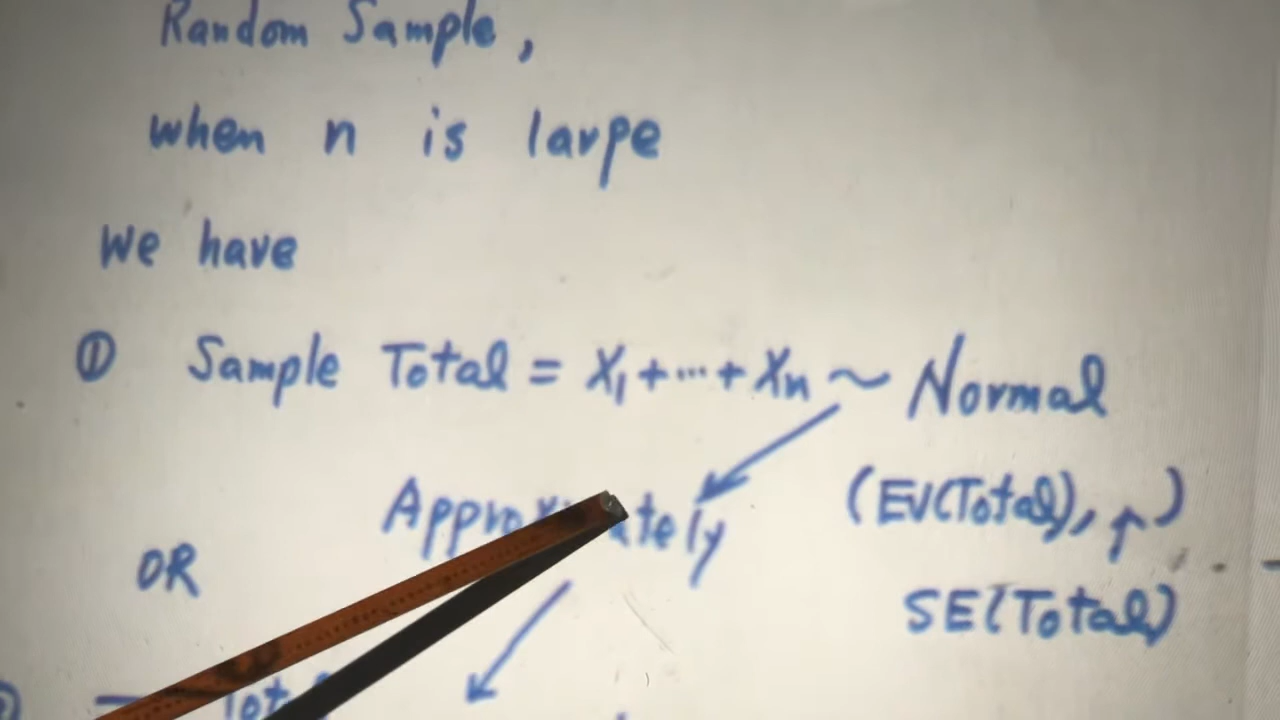 Random Sample,
when n is large
We have
① Sample Total = X₁ + ... + Xn ~ Normal
(EV(Total), ↑)
OR
SE(Total)